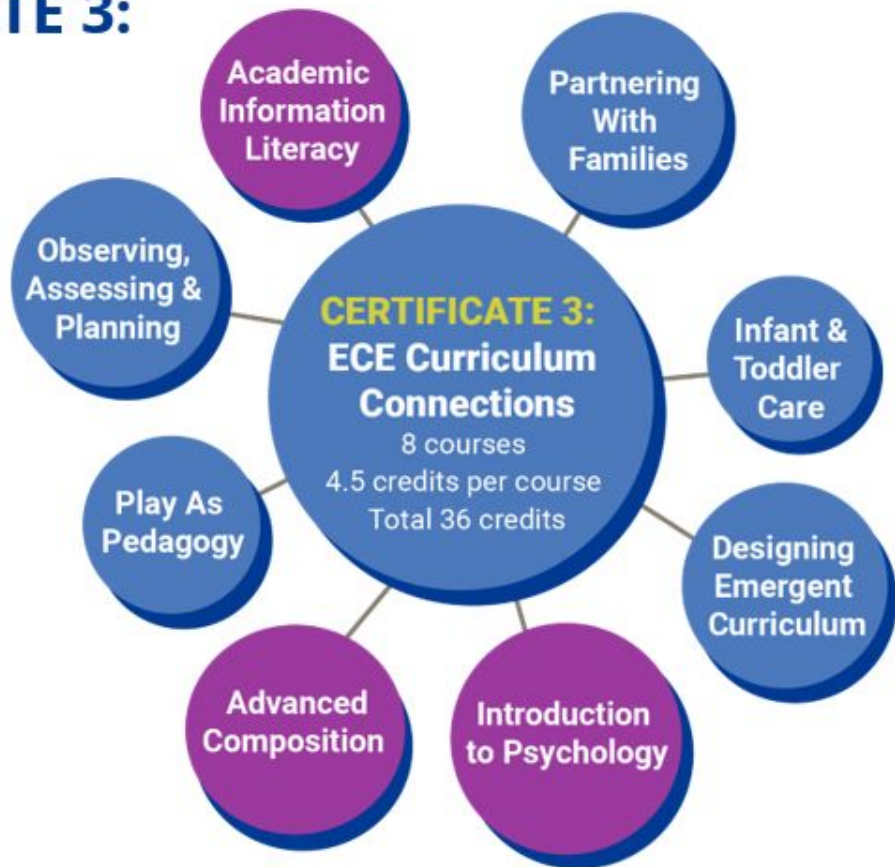 TE 3:
Academic
Information
Literacy
Partnering
With
Families
Observing,
Assessing &
Planning
CERTIFICATE 3:
ECE Curriculum
Connections
8 courses
4.5 credits per course
Total 36 credits
Infant &
Toddler
Care
Play As
Pedagogy
Designing
Emergent
Curriculum
Advanced
Composition
Introduction
to Psychology